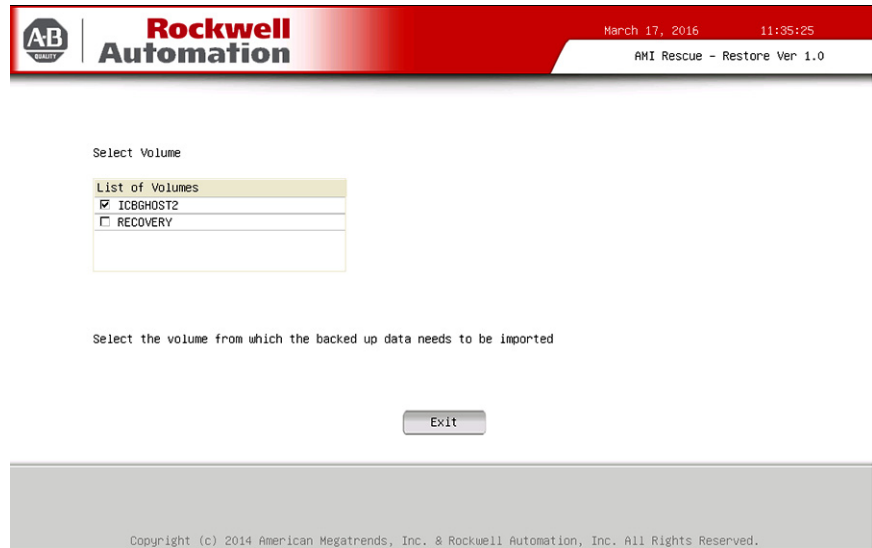 AB
QUALITY
Rockwell
Automation
March 17, 2016 11:35:25
AMI Rescue - Restore Ver 1.0
Select Volume
List of Volumes
ICBGHOST2
RECOVERY
Select the volume from which the backed up data needs to be imported
Exit
Copyright (c) 2014 American Megatrends, Inc. & Rockwell Automation, Inc. All Rights Reserved.